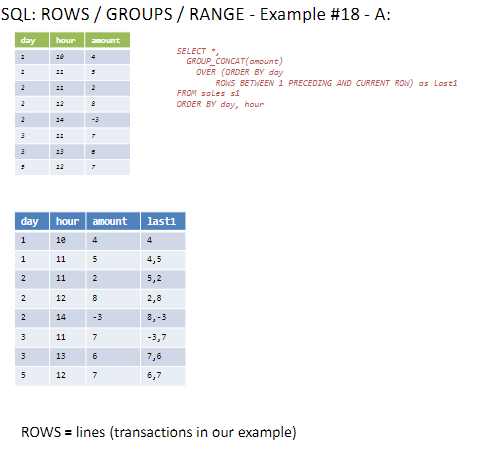 SQL: ROWS / GROUPS / RANGE - Example #18 - A:
day hour amount
1 10 4
1 11 5
2 11 2
2 12 8
2 14 -3
3 11 7
3 13 6
5 12 7
SELECT *,
GROUP_CONCAT(amount)
OVER (ORDER BY day
ROWS BETWEEN 1 PRECEDING AND CURRENT ROW) as last1
FROM sales s1
ORDER BY day, hour
day hour amount last1
1 10 4 4
1 11 5 4,5
2 11 2 5,2
2 12 8 2,8
2 14 -3 8,-3
3 11 7 -3,7
3 13 6 7,6
5 12 7 6,7
ROWS = lines (transactions in our example)